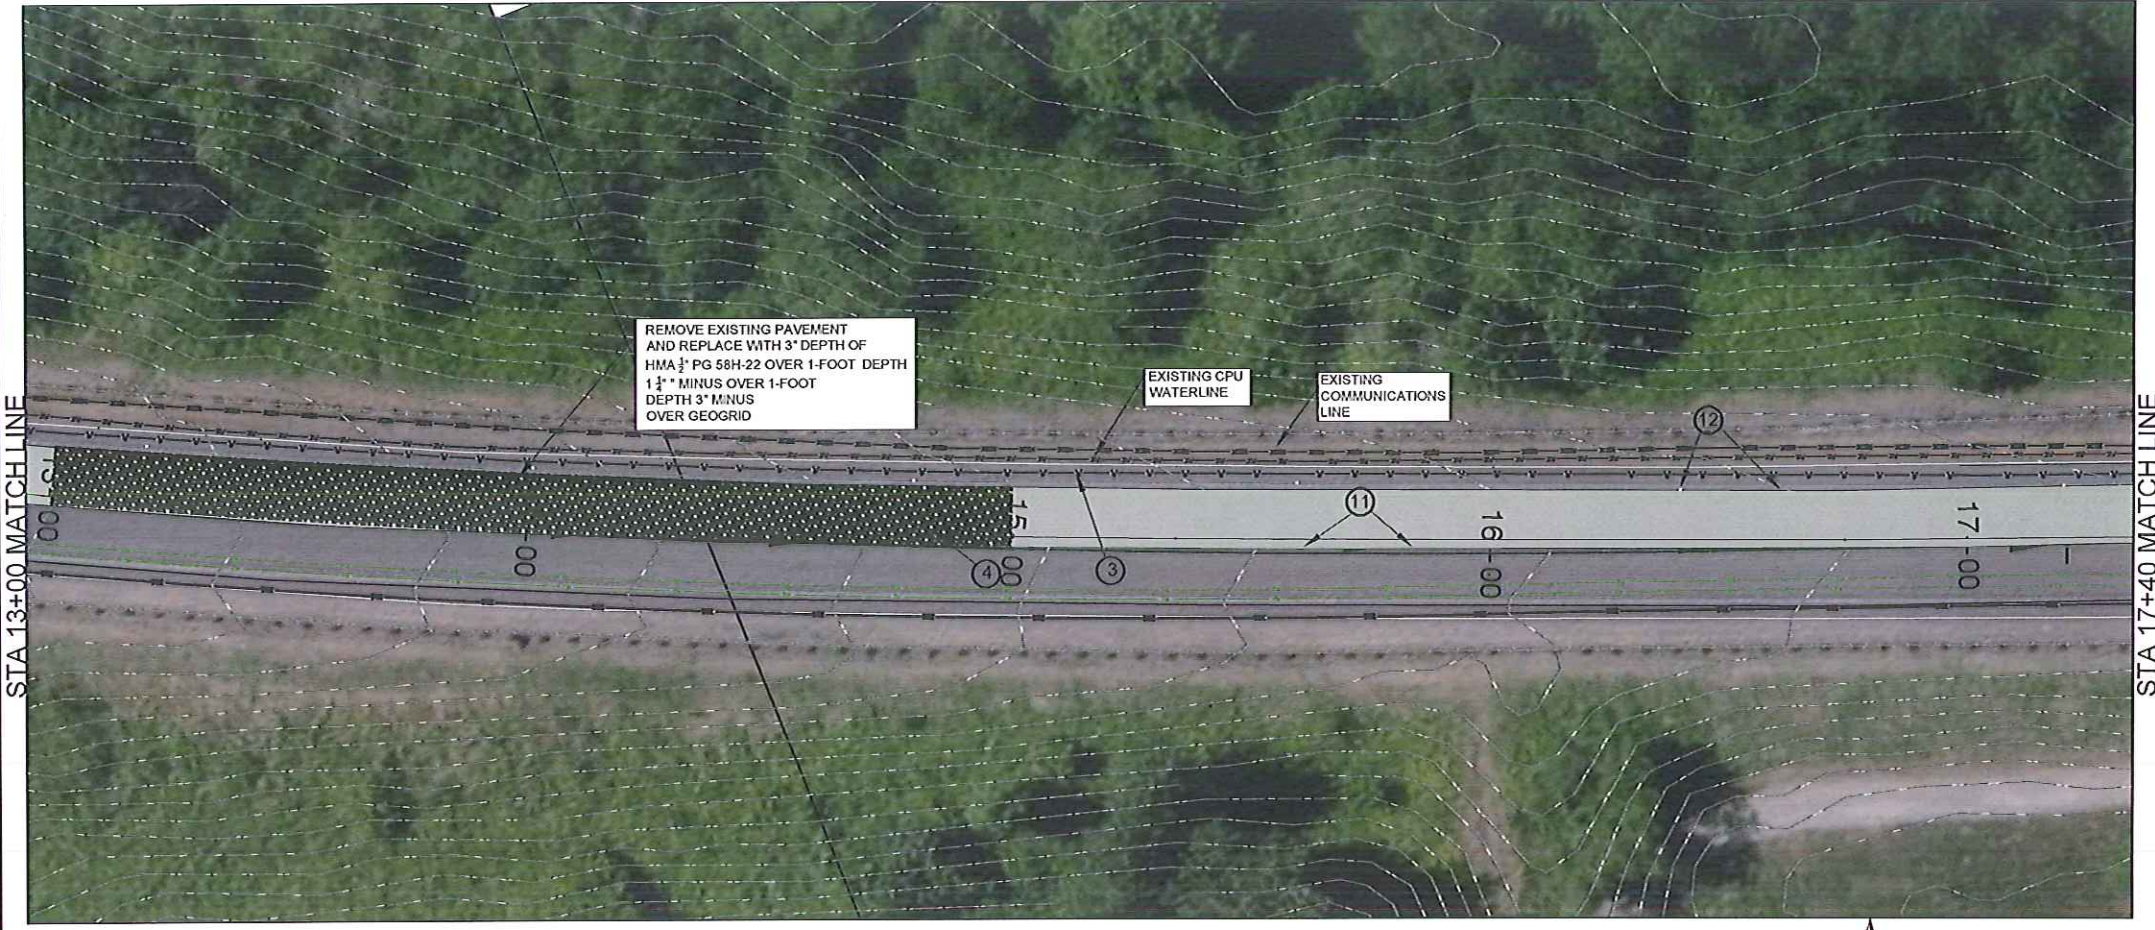 REMOVE EXISTING PAVEMENT
AND REPLACE WITH 3" DEPTH OF
HMA ½" PG 58H-22 OVER 1-FOOT DEPTH
1 ¼" " MINUS OVER 1-FOOT
DEPTH 3" MINUS
OVER GEOGRID
EXISTING CPU
WATERLINE
EXISTING
COMMUNICATIONS
LINE
12
11
4
3
00
00
15
00
16
00
17
00
STA 13+00 MATCH LINE
STA 17+40 MATCH LINE